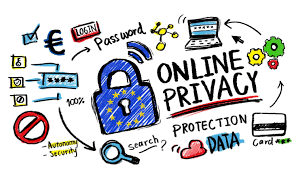 LOGIN
Password
€
****
ONLINE
PRIVACY
100%
PROTECTION
DATA
- Autonomy
- Security
Search?
Card ***